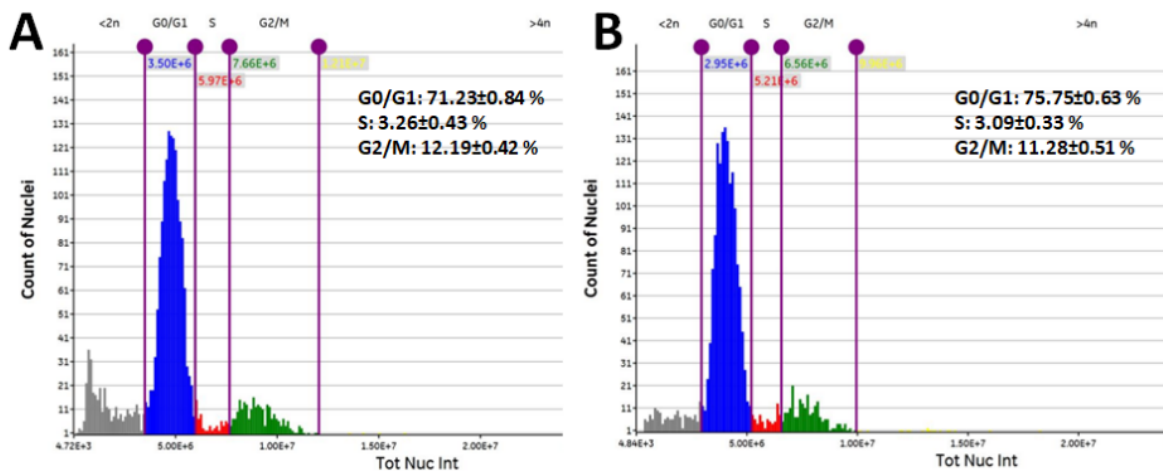 A
<2n G0/G1 S G2/M >4n
161
151
141
131
121
111
101
91
81
71
61
51
41
31
21
11
1
Count of Nuclei
3.50E+6
5.97E+6
7.66E+6
G0/G1: 71.23±0.84 %
S: 3.26±0.43 %
G2/M: 12.19±0.42 %
4.72E+3 5.00E+6 1.00E+7 1.50E+7 2.00E+7
Tot Nuc Int
B
<2n G0/G1 S G2/M >4n
161
151
141
131
121
111
101
91
81
71
61
51
41
31
21
11
1
Count of Nuclei
2.95E+6
5.21E+6
6.56E+6
G0/G1: 75.75±0.63 %
S: 3.09±0.33 %
G2/M: 11.28±0.51 %
4.84E+3 5.00E+6 1.00E+7 1.50E+7 2.00E+7
Tot Nuc Int